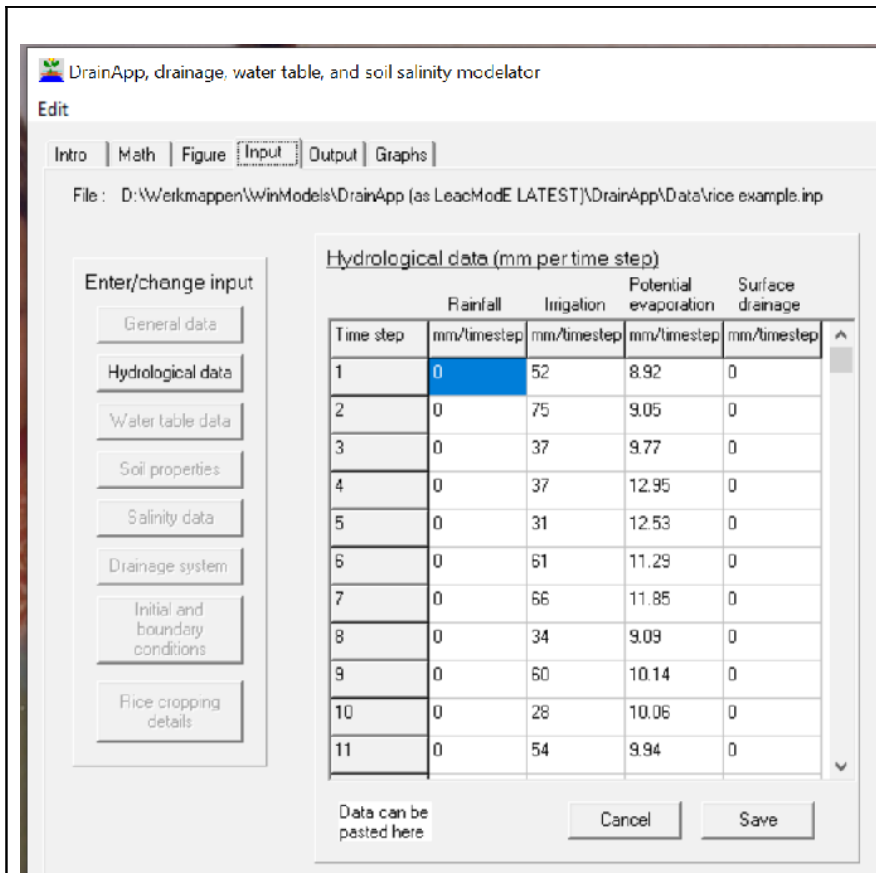 DrainApp, drainage, water table, and soil salinity modelator
Edit
Intro Math Figure Input Output Graphs
File : D:\Werkmappen\WinModels\DrainApp (as LeacModE LATEST)\DrainApp\Data\rice example.inp
Enter/change input
General data
Hydrological data
Water table data
Soil properties
Salinity data
Drainage system
Initial and
boundary
conditions
Rice cropping
details
Hydrological data (mm per time step)
Potential Surface
Rainfall Irrigation evaporation drainage
Time step mm/timestep mm/timestep mm/timestep mm/timestep
1 0 52 8.92 0
2 0 75 9.05 0
3 0 37 9.77 0
4 0 37 12.95 0
5 0 31 12.53 0
6 0 61 11.29 0
7 0 66 11.85 0
8 0 34 9.09 0
9 0 60 10.14 0
10 0 28 10.06 0
11 0 54 9.94 0
Data can be
pasted here
Cancel Save